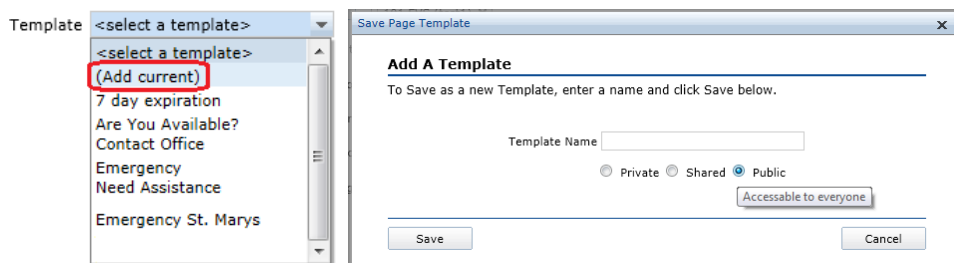 Template <select a template>
<select a template>
(Add current)
7 day expiration
Are You Available?
Contact Office
Emergency
Need Assistance
Emergency St. Marys
Save Page Template x
Add A Template
To Save as a new Template, enter a name and click Save below.
Template Name
Private Shared Public
Accessable to everyone
Save Cancel